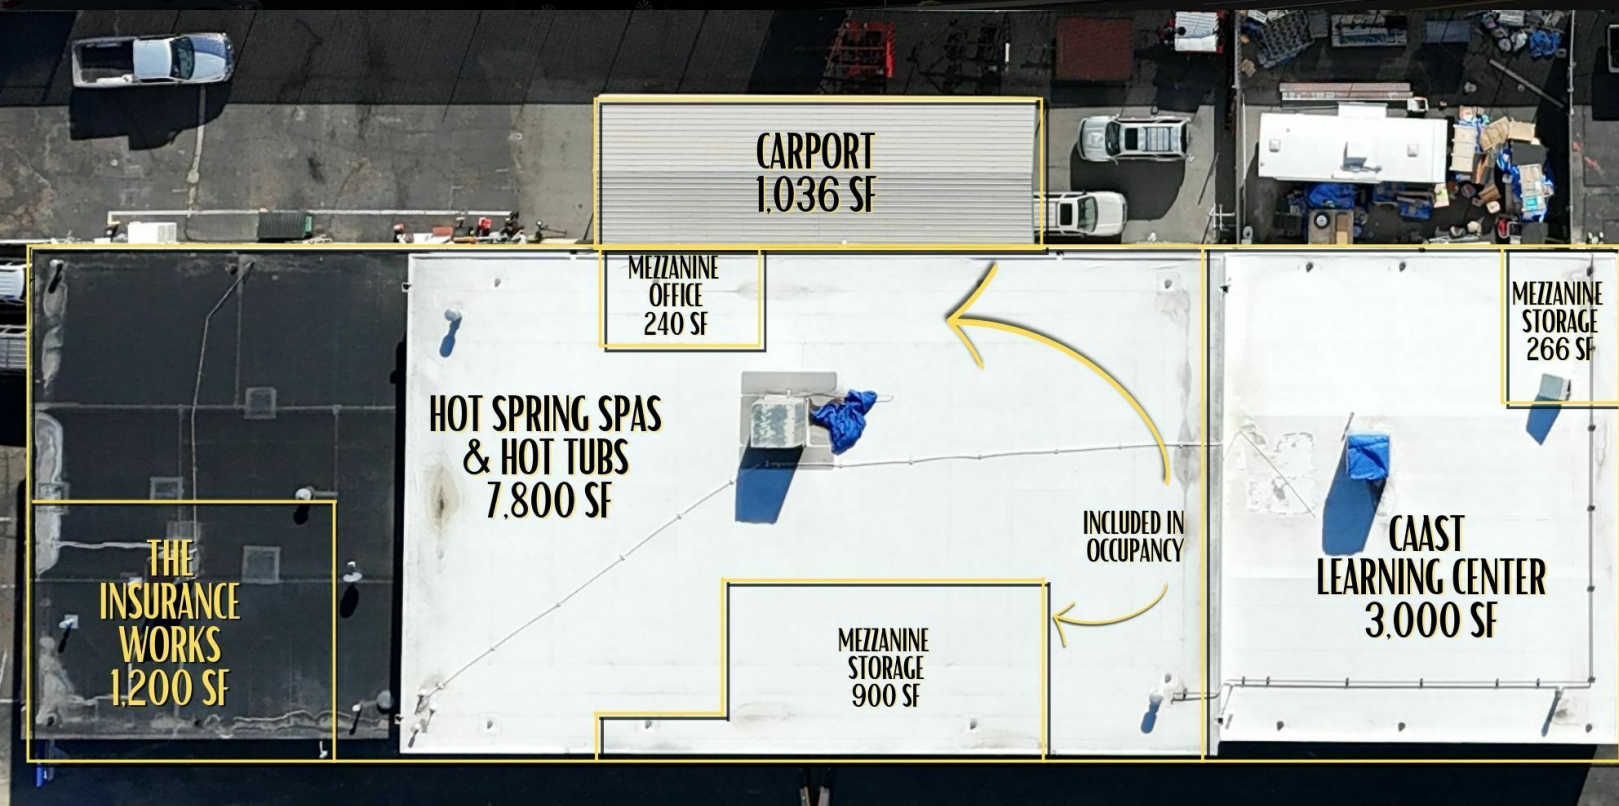 CARPORT
1,036 SF
MEZZANINE
OFFICE
240 SF
MEZZANINE
STORAGE
266 SF
HOT SPRING SPAS
& HOT TUBS
7,800 SF
INCLUDED IN
OCCUPANCY
CAAST
LEARNING CENTER
3,000 SF
THE
INSURANCE
WORKS
1,200 SF
MEZZANINE
STORAGE
900 SF